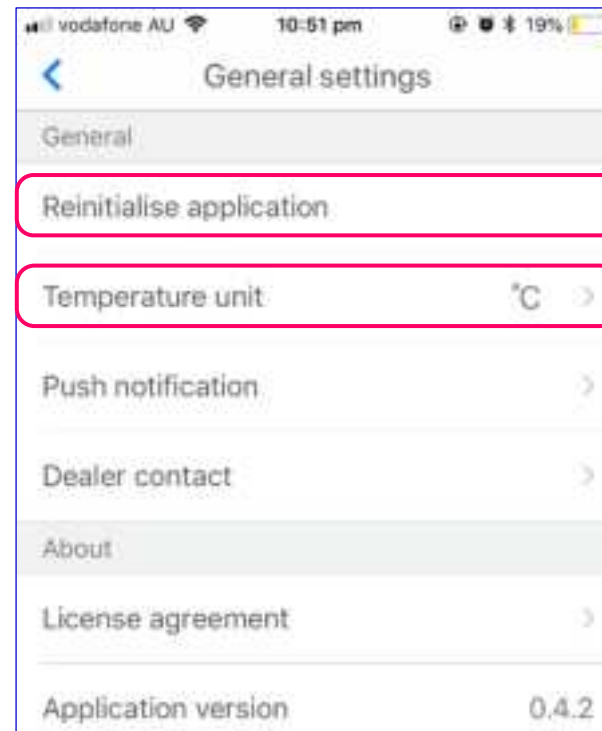 vodafone AU 10:51 pm 19%
General settings
General
Reinitialise application
Temperature unit °C
Push notification
Dealer contact
About
License agreement
Application version 0.4.2